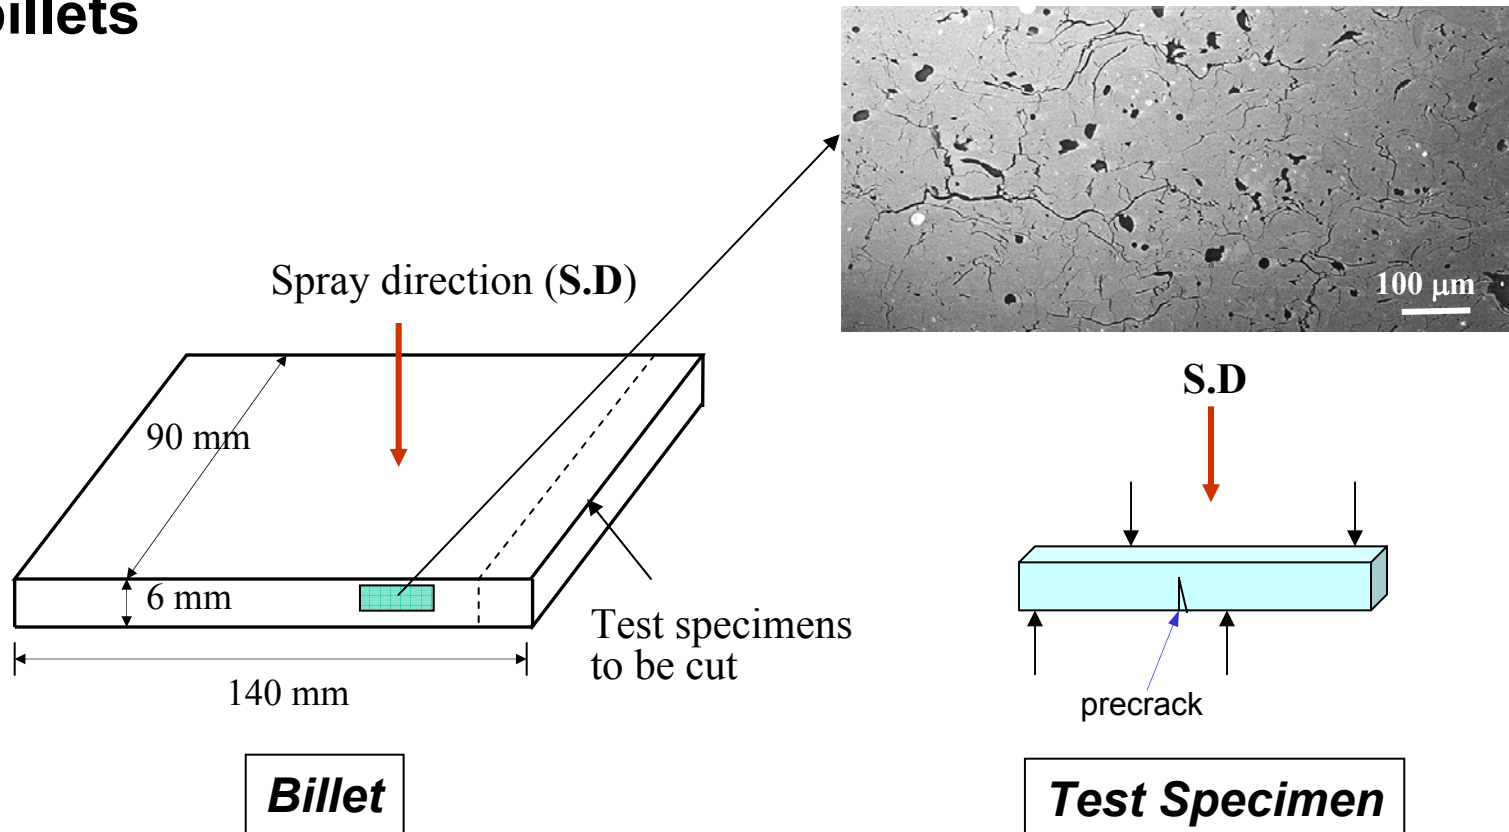 billets
100 μm
Spray direction (S.D)
S.D
90 mm
6 mm
Test specimens
to be cut
140 mm
precrack
Billet
Test Specimen